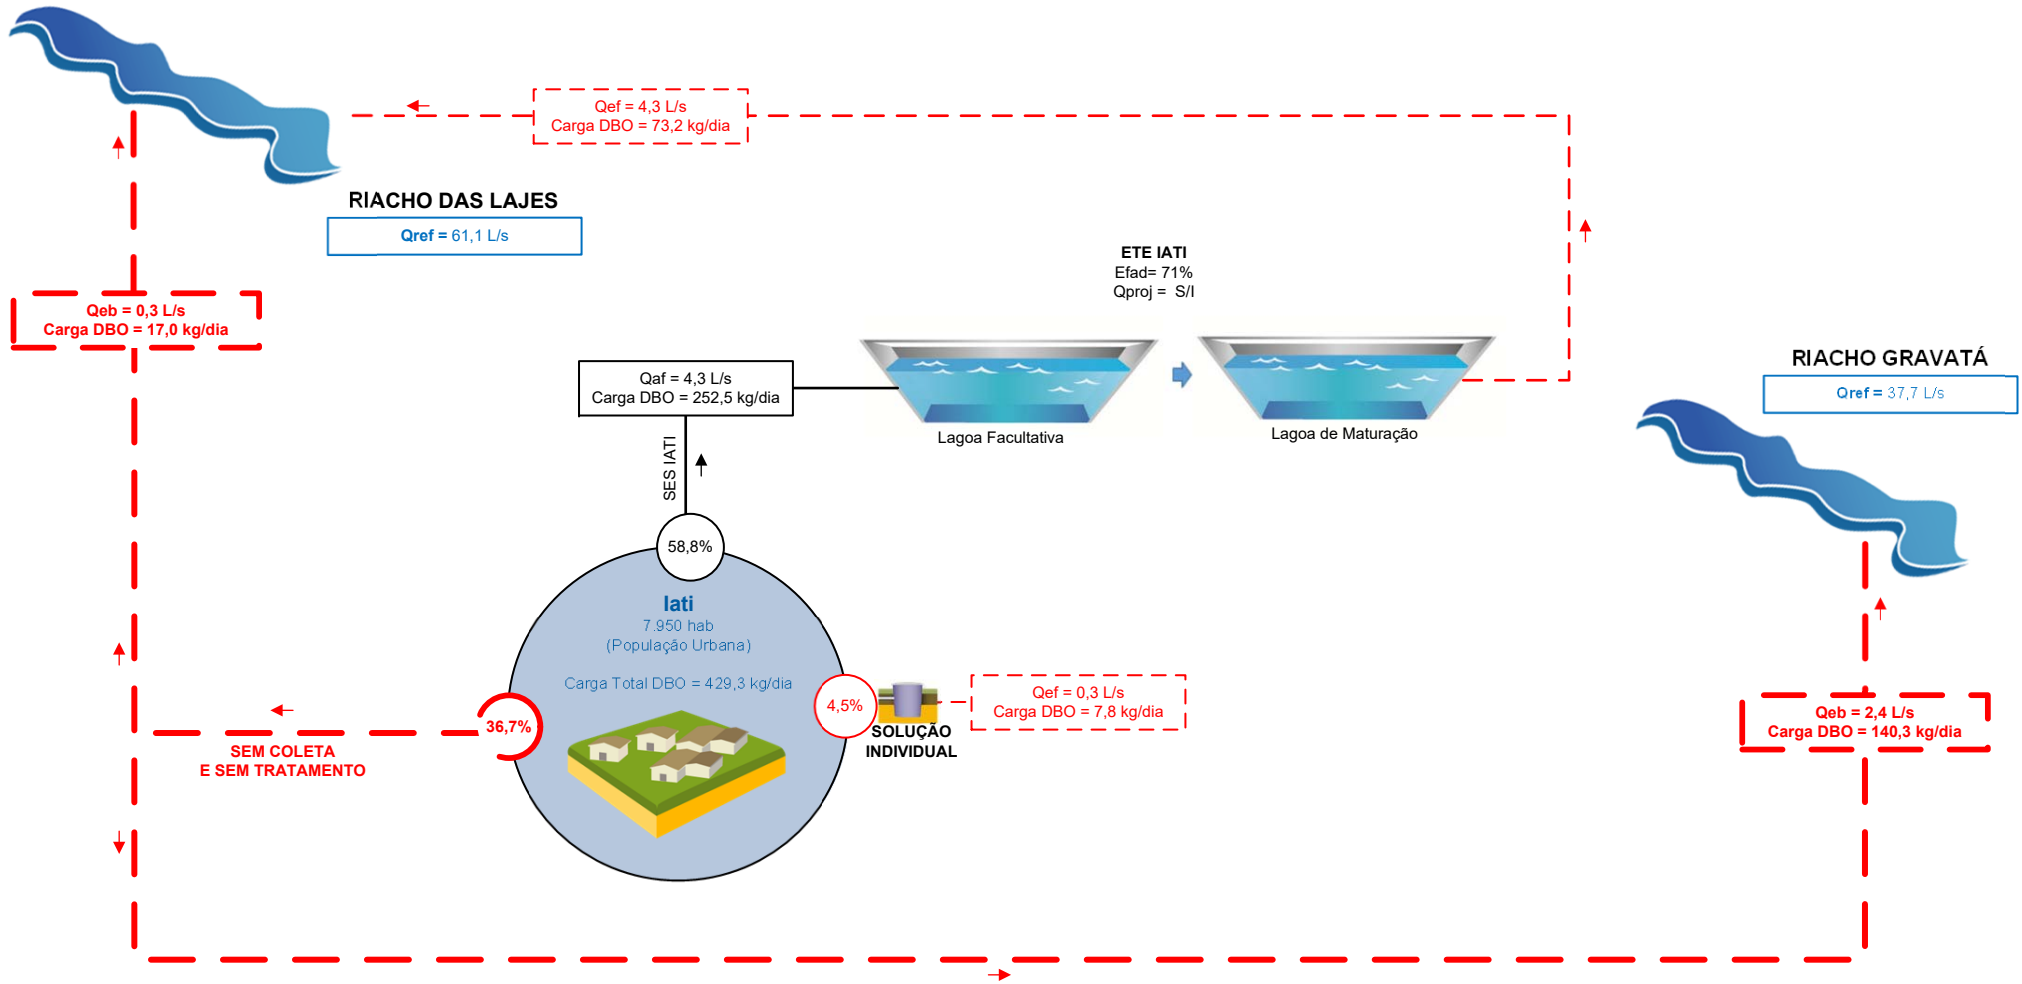 Qef = 4,3 L/s
Carga DBO = 73,2 kg/dia
RIACHO DAS LAJES
Qref = 61,1 L/s
ETE IATI
Efad= 71%
Qproj = S/I
Qeb = 0,3 L/s
Carga DBO = 17,0 kg/dia
Qaf = 4,3 L/s
Carga DBO = 252,5 kg/dia
Lagoa Facultativa
Lagoa de Maturação
RIACHO GRAVATÁ
Qref = 37,7 L/s
SES IATI
58,8%
Iati
7.950 hab
(População Urbana)
Carga Total DBO = 429,3 kg/dia
36,7%
SEM COLETA
E SEM TRATAMENTO
4,5%
SOLUÇÃO
INDIVIDUAL
Qef = 0,3 L/s
Carga DBO = 7,8 kg/dia
Qeb = 2,4 L/s
Carga DBO = 140,3 kg/dia